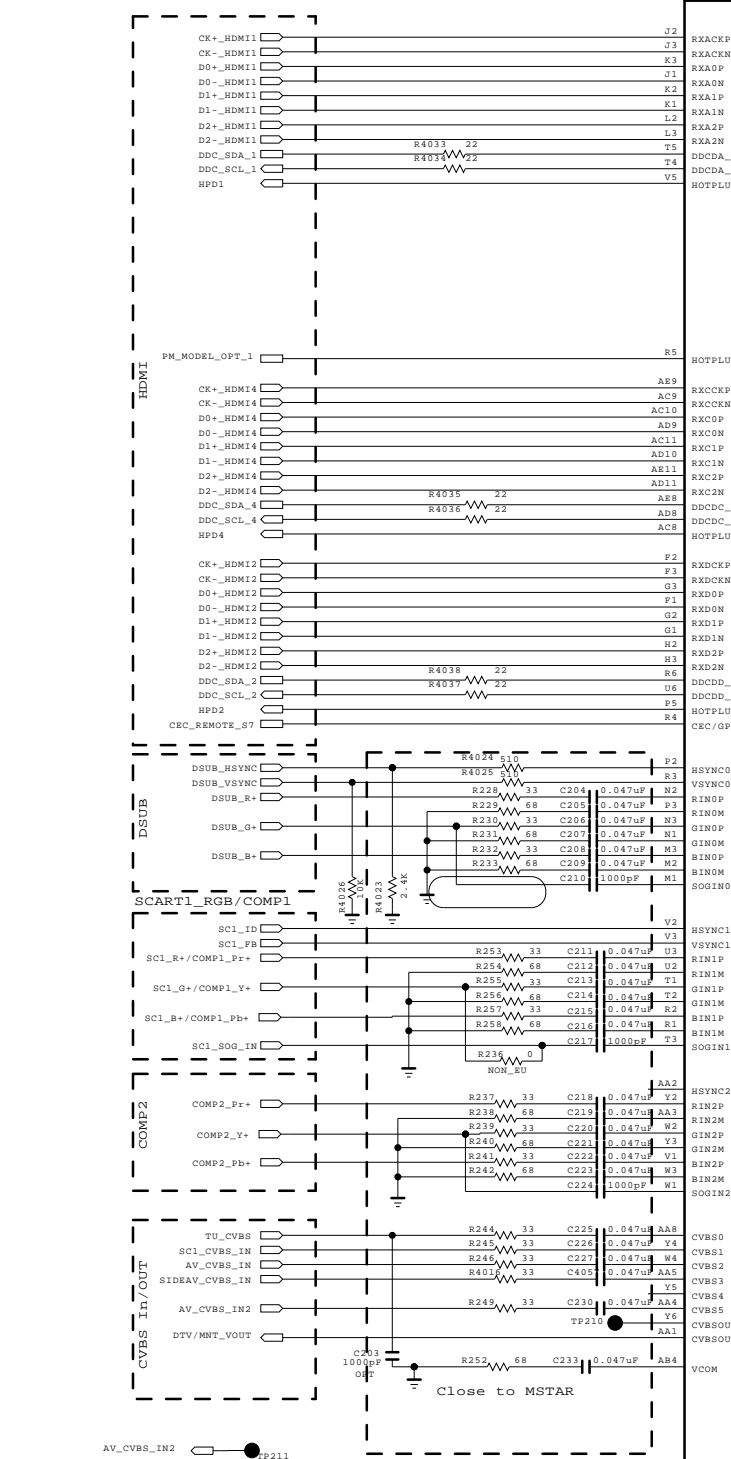 CK+_HDMI1 J2 RXACKP
CK-_HDMI1 J3 RXACKN
D0+_HDMI1 K3 RXA0P
D0-_HDMI1 J1 RXA0N
D1+_HDMI1 K2 RXA1P
D1-_HDMI1 K1 RXA1N
D2+_HDMI1 L2 RXA2P
D2-_HDMI1 L3 RXA2N
DDC_SDA_1 R4033 22 T5 DDCDA_
DDC_SCL_1 R4034 22 T4 DDCDA_
HPD1 V5 HOTPLU
PM_MODEL_OPT_1 R5 HOTPLU
HDMI
CK+_HDMI4 AE9 RXCCKP
CK-_HDMI4 AC9 RXCCKN
D0+_HDMI4 AC10 RXC0P
D0-_HDMI4 AD9 RXC0N
D1+_HDMI4 AC11 RXC1P
D1-_HDMI4 AD10 RXC1N
D2+_HDMI4 AE11 RXC2P
D2-_HDMI4 AD11 RXC2N
DDC_SDA_4 R4035 22 AE8 DDCDC_
DDC_SCL_4 R4036 22 AD8 DDCDC_
HPD4 AC8 HOTPLU
CK+_HDMI2 F2 RXDCKP
CK-_HDMI2 F3 RXDCKN
D0+_HDMI2 G3 RXD0P
D0-_HDMI2 F1 RXD0N
D1+_HDMI2 G2 RXD1P
D1-_HDMI2 G1 RXD1N
D2+_HDMI2 H2 RXD2P
D2-_HDMI2 H3 RXD2N
DDC_SDA_2 R4038 22 R6 DDCDD_
DDC_SCL_2 R4037 22 U6 DDCDD_
HPD2 P5 HOTPLU
CEC_REMOTE_S7 R4 CEC/GP
DSUB
DSUB_HSYNC R4024 510 P2 HSYNC0
DSUB_VSYNC R4025 510 R3 VSYNC0
DSUB_R+ R228 33 C204 0.047uF N2 RIN0P
R229 68 C205 0.047uF P3 RIN0M
DSUB_G+ R230 33 C206 0.047uF N3 GIN0P
R231 68 C207 0.047uF N1 GIN0M
DSUB_B+ R232 33 C208 0.047uF M3 BIN0P
R233 68 C209 0.047uF M2 BIN0M
C210 1000pF M1 SOGIN0
R4026 10K
R4023 2.4K
SCART1_RGB/COMP1
SC1_ID V2 HSYNC1
SC1_FB V3 VSYNC1
SC1_R+/COMP1_Pr+ R253 33 C211 0.047uF U3 RIN1P
R254 68 C212 0.047uF U2 RIN1M
SC1_G+/COMP1_Y+ R255 33 C213 0.047uF T1 GIN1P
R256 68 C214 0.047uF T2 GIN1M
SC1_B+/COMP1_Pb+ R257 33 C215 0.047uF R2 BIN1P
R258 68 C216 0.047uF R1 BIN1M
SC1_SOG_IN C217 1000pF T3 SOGIN1
R236 0
NON_EU
COMP2
AA2 HSYNC2
COMP2_Pr+ R237 33 C218 0.047uF Y2 RIN2P
R238 68 C219 0.047uF AA3 RIN2M
COMP2_Y+ R239 33 C220 0.047uF W2 GIN2P
R240 68 C221 0.047uF Y3 GIN2M
COMP2_Pb+ R241 33 C222 0.047uF V1 BIN2P
R242 68 C223 0.047uF W3 BIN2M
C224 1000pF W1 SOGIN2
CVBS In/OUT
TU_CVBS R244 33 C225 0.047uF AA8 CVBS0
SC1_CVBS_IN R245 33 C226 0.047uF Y4 CVBS1
AV_CVBS_IN R246 33 C227 0.047uF W4 CVBS2
SIDEAV_CVBS_IN R4016 33 C405 0.047uF AA5 CVBS3
Y5 CVBS4
AV_CVBS_IN2 R249 33 C230 0.047uF AA4 CVBS5
TP210 Y6 CVBSOU
DTV/MNT_VOUT AA1 CVBSOU
C203
1000pF
OPT
R252 68 C233 0.047uF AB4 VCOM
Close to MSTAR
AV_CVBS_IN2 TP211